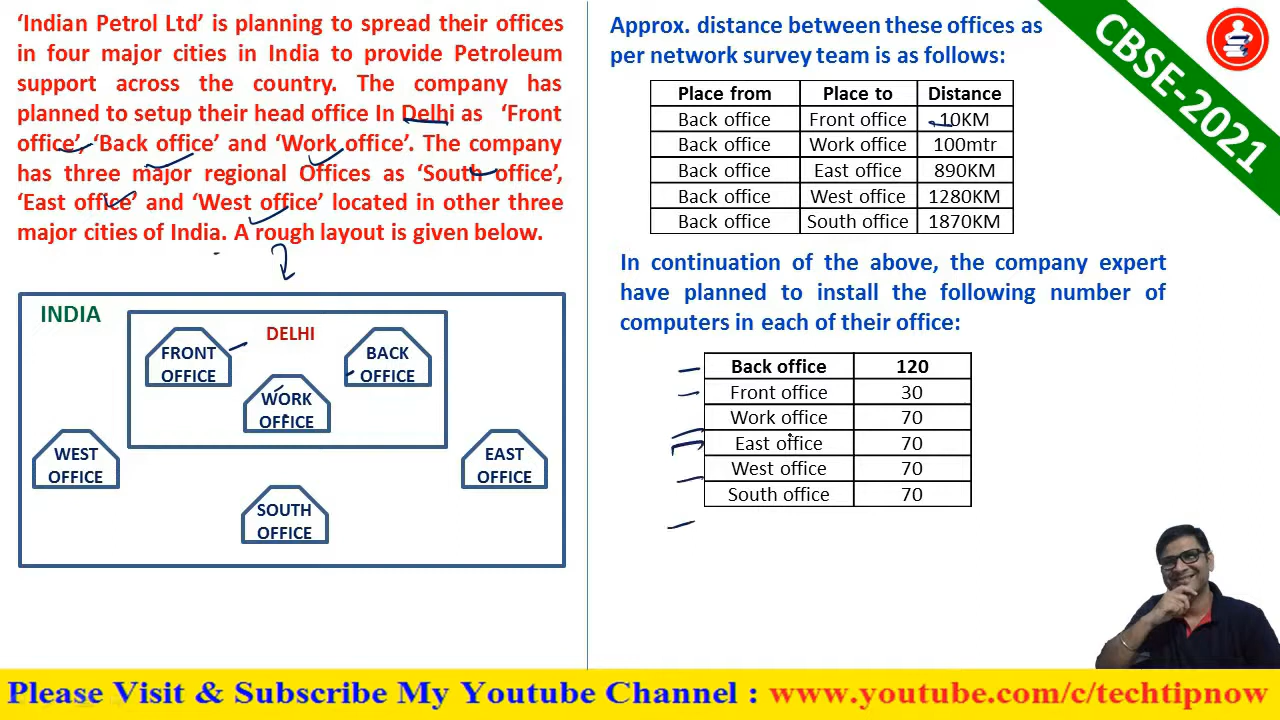 ‘Indian Petrol Ltd’ is planning to spread their offices
in four major cities in India to provide Petroleum
support across the country. The company has
planned to setup their head office In Delhi as ‘Front
office’, ‘Back office’ and ‘Work office’. The company
has three major regional Offices as ‘South office’,
‘East office’ and ‘West office’ located in other three
major cities of India. A rough layout is given below.
INDIA
DELHI
FRONT
OFFICE
BACK
OFFICE
WORK
OFFICE
WEST
OFFICE
EAST
OFFICE
SOUTH
OFFICE
Approx. distance between these offices as
per network survey team is as follows:
Place from Place to Distance
Back office Front office 10KM
Back office Work office 100mtr
Back office East office 890KM
Back office West office 1280KM
Back office South office 1870KM
In continuation of the above, the company expert
have planned to install the following number of
computers in each of their office:
Back office 120
Front office 30
Work office 70
East office 70
West office 70
South office 70
CBSE-2021
Please Visit & Subscribe My Youtube Channel : www.youtube.com/c/techtipnow